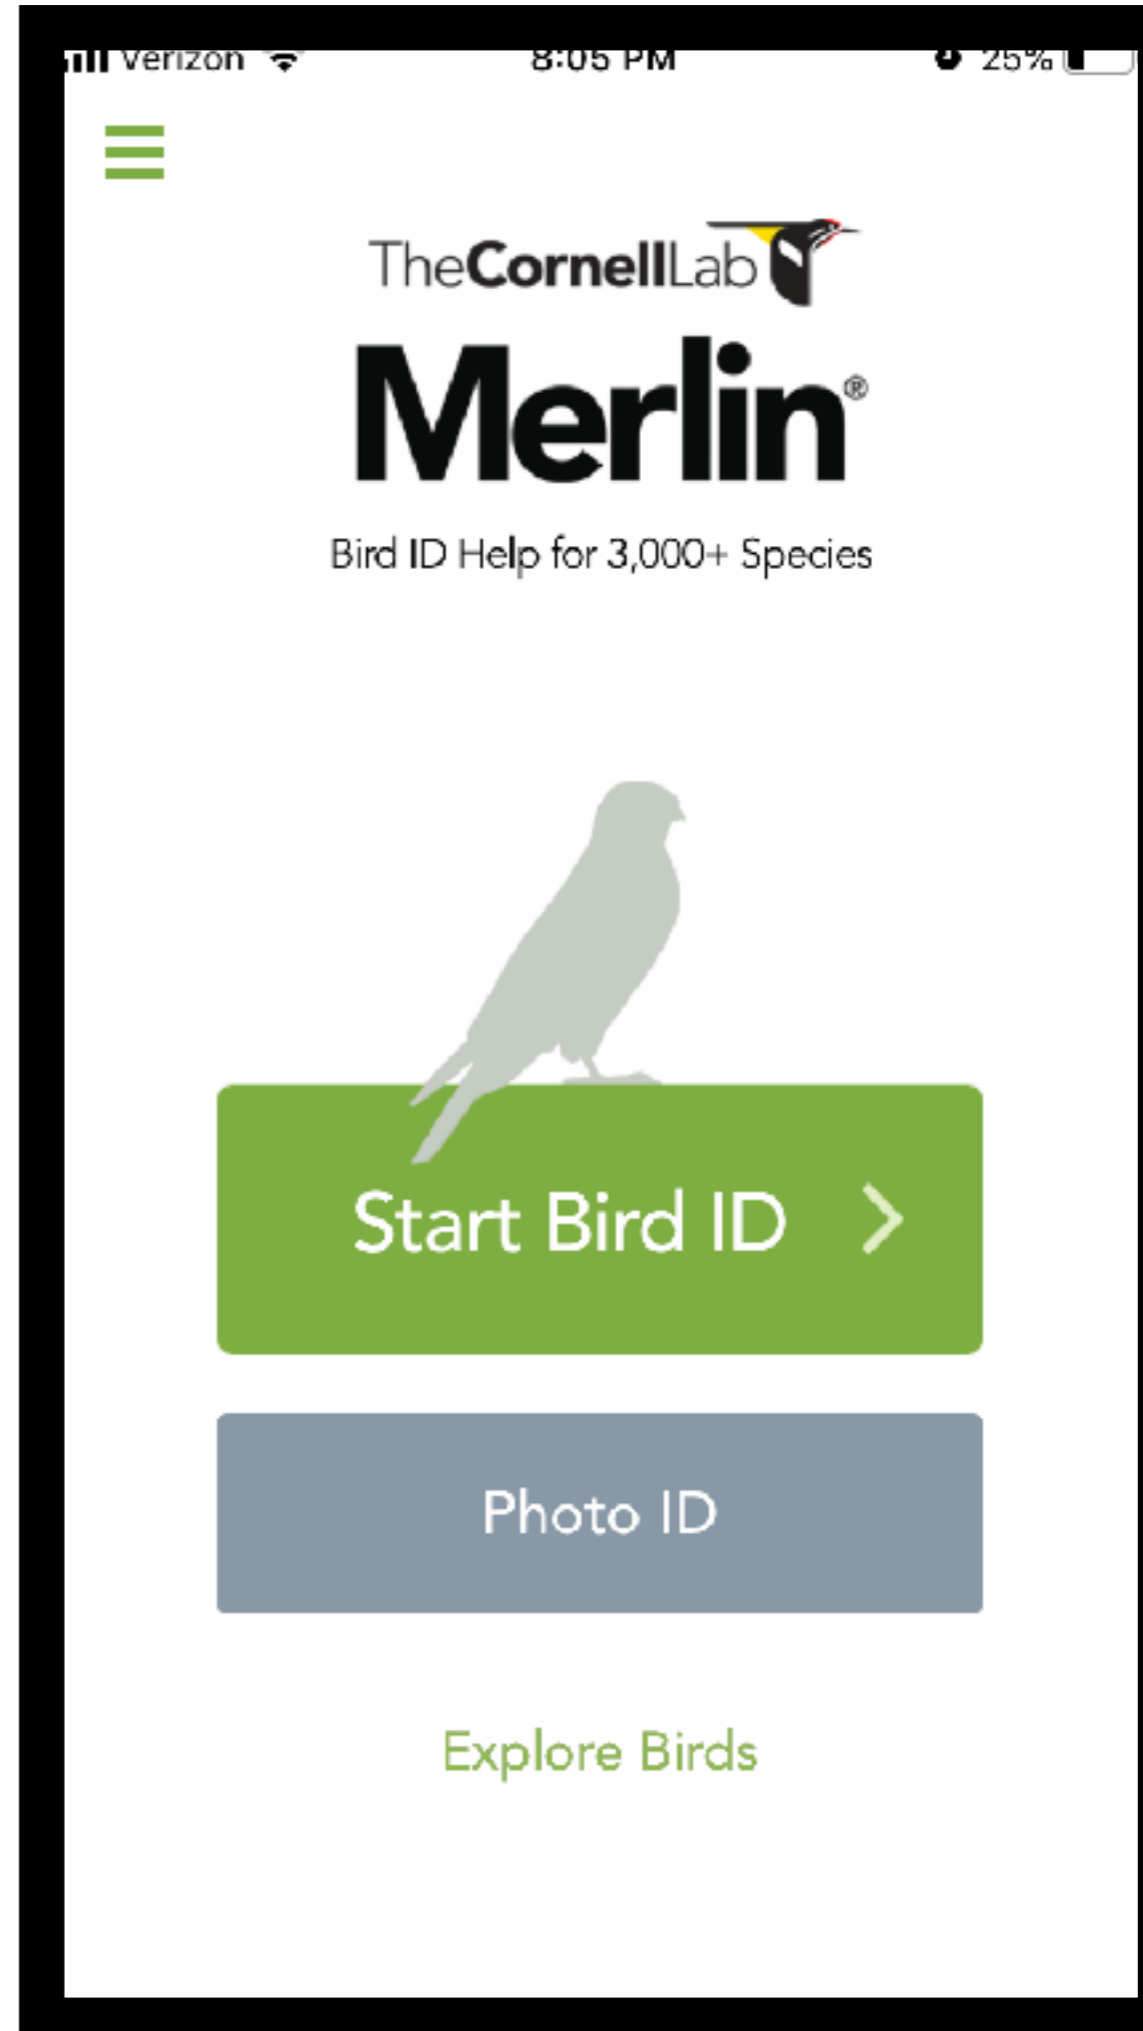 Verizon 8:05 PM 25%
TheCornellLab
Merlin®
Bird ID Help for 3,000+ Species
Start Bird ID >
Photo ID
Explore Birds